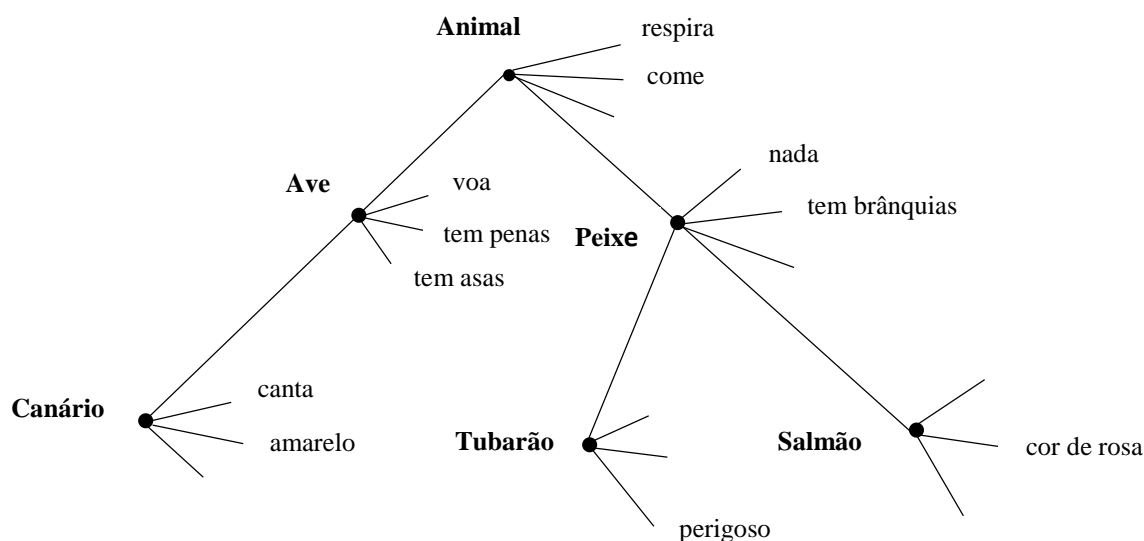 Animal
respira
come
Ave
voa
tem penas
tem asas
nada
tem brânquias
Peixe
Canário
canta
amarelo
Tubarão
perigoso
Salmão
cor de rosa